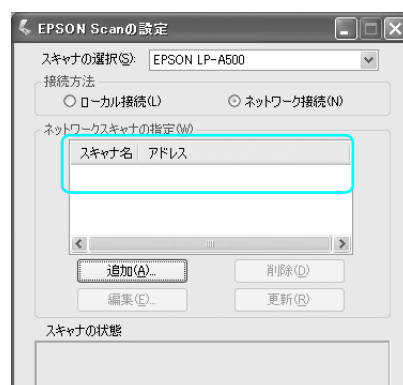 EPSON Scanの設定
スキャナの選択(S): EPSON LP-A500
接続方法
ローカル接続(L) ネットワーク接続(N)
ネットワークスキャナの指定(W)
スキャナ名 アドレス
追加(A)... 削除(D)
編集(E)... 更新(R)
スキャナの状態